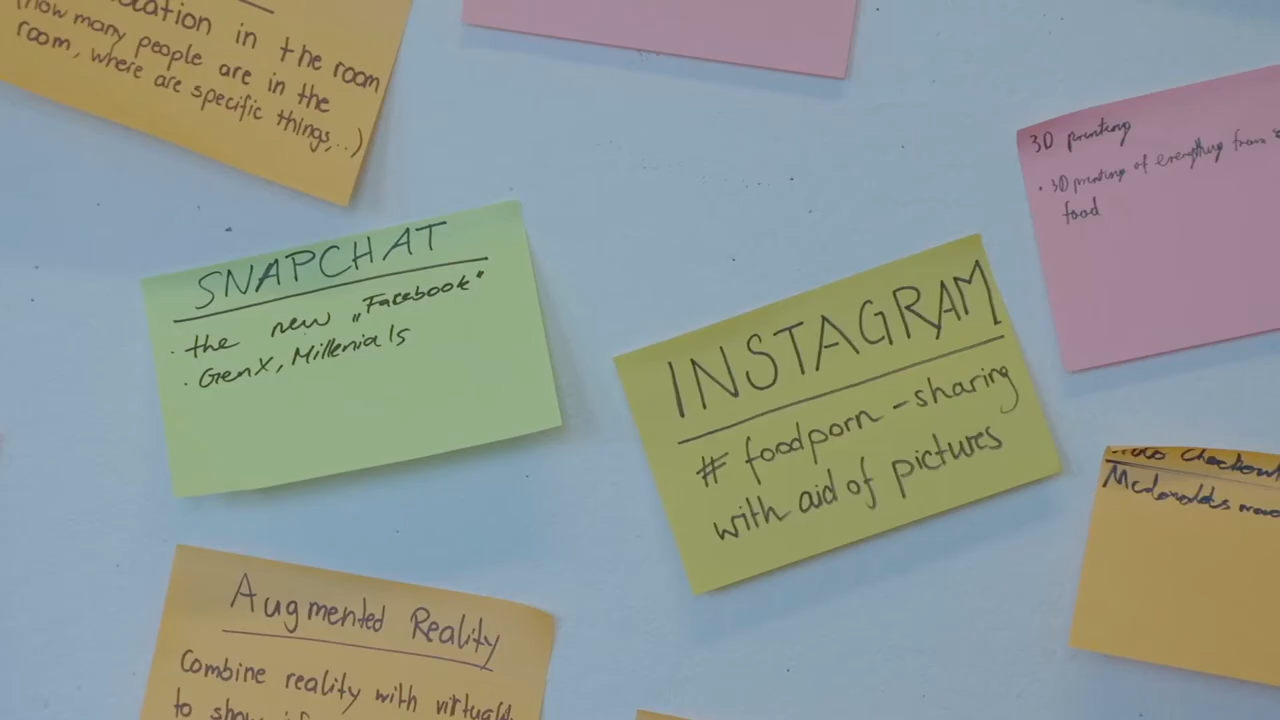 in the room
(how many people are in the
room, where are specific things,..)
SNAPCHAT
· the new „Facebook"
· GenX, Millenials
INSTAGRAM
# foodporn - sharing
with aid of pictures
3D printing
· 3D printing of everything from
food
Mcdonalds
Augmented Reality
Combine reality with
to show